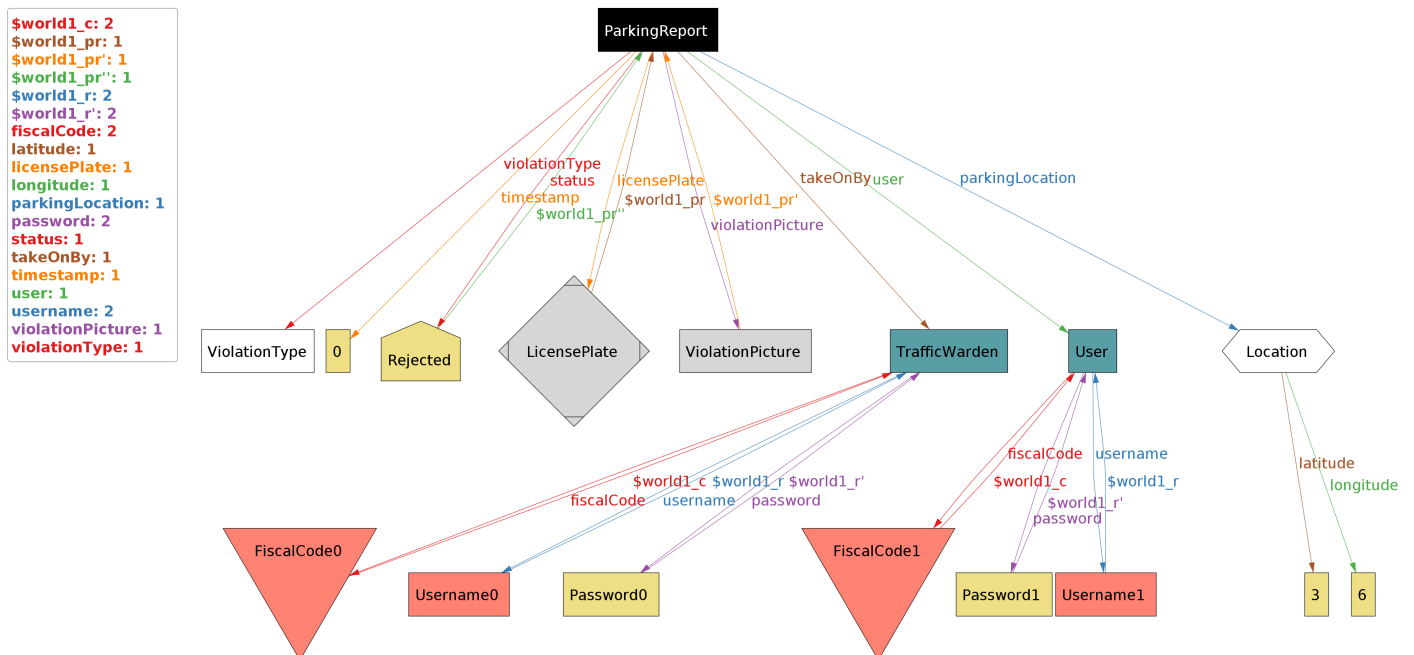 $world1_c: 2
$world1_pr: 1
$world1_pr': 1
$world1_pr'': 1
$world1_r: 2
$world1_r': 2
fiscalCode: 2
latitude: 1
licensePlate: 1
longitude: 1
parkingLocation: 1
password: 2
status: 1
takeOnBy: 1
timestamp: 1
user: 1
username: 2
violationPicture: 1
violationType: 1
ParkingReport
violationType
status
timestamp
$world1_pr''
licensePlate
$world1_pr
$world1_pr'
violationPicture
takeOnBy
user
parkingLocation
ViolationType
0
Rejected
LicensePlate
ViolationPicture
TrafficWarden
User
Location
fiscalCode
$world1_c
username
$world1_r
password
$world1_r'
fiscalCode
$world1_c
$world1_r'
password
username
$world1_r
latitude
longitude
FiscalCode0
Username0
Password0
FiscalCode1
Password1
Username1
3
6